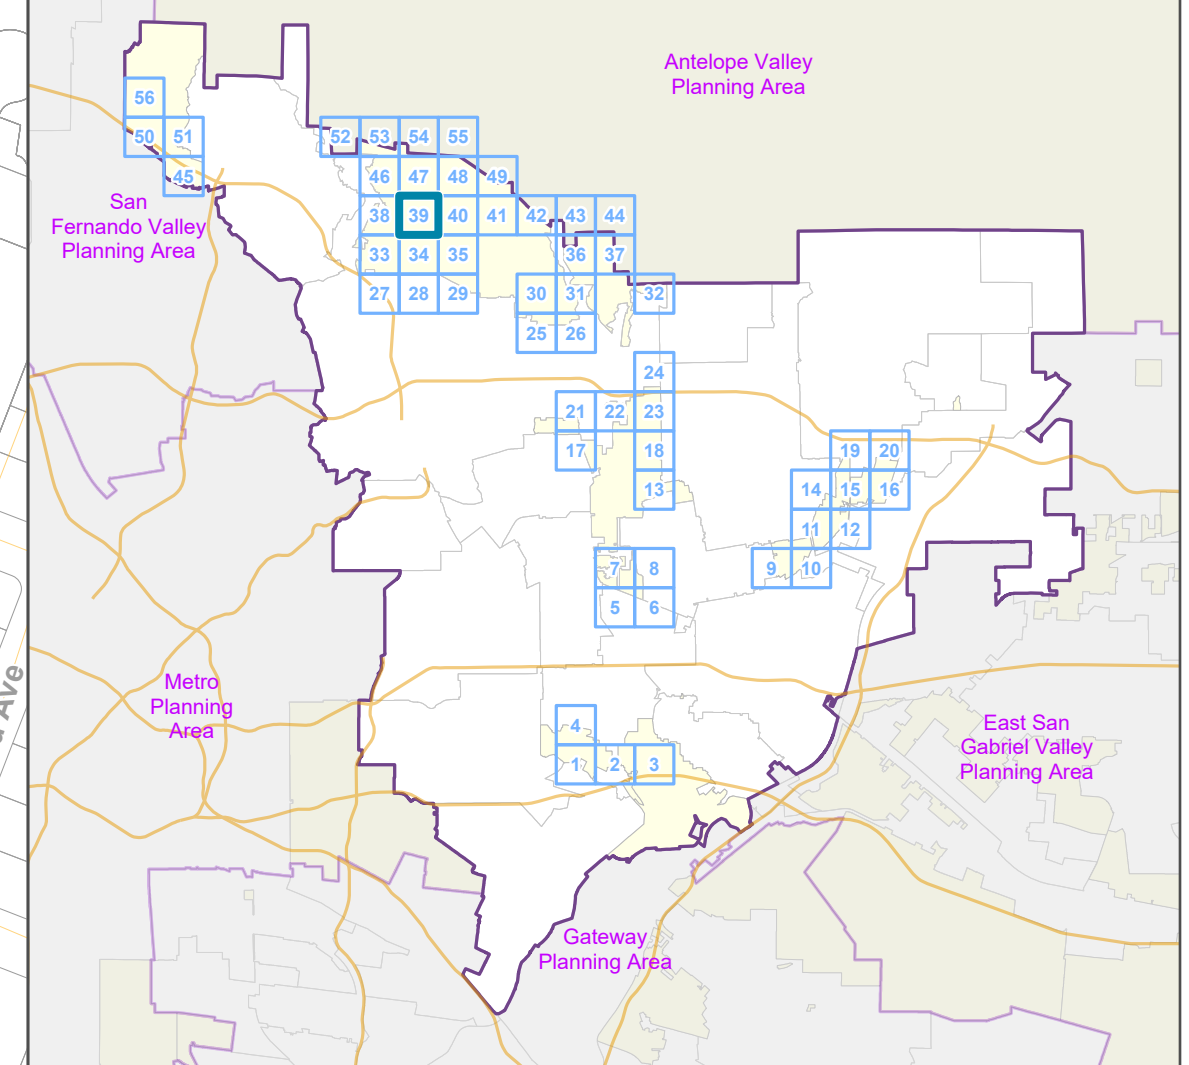 Antelope Valley
Planning Area
56
50 51
52 53 54 55
45
46 47 48 49
San
Fernando Valley
Planning Area
38 39 40 41 42 43 44
33 34 35 36 37
27 28 29 30 31 32
25 26
24
21 22 23
17 18
19 20
13
14 15 16
11 12
7 8
9 10
5 6
Metro
Planning
Area
4
1 2 3
East San
Gabriel Valley
Planning Area
Gateway
Planning Area
Ave